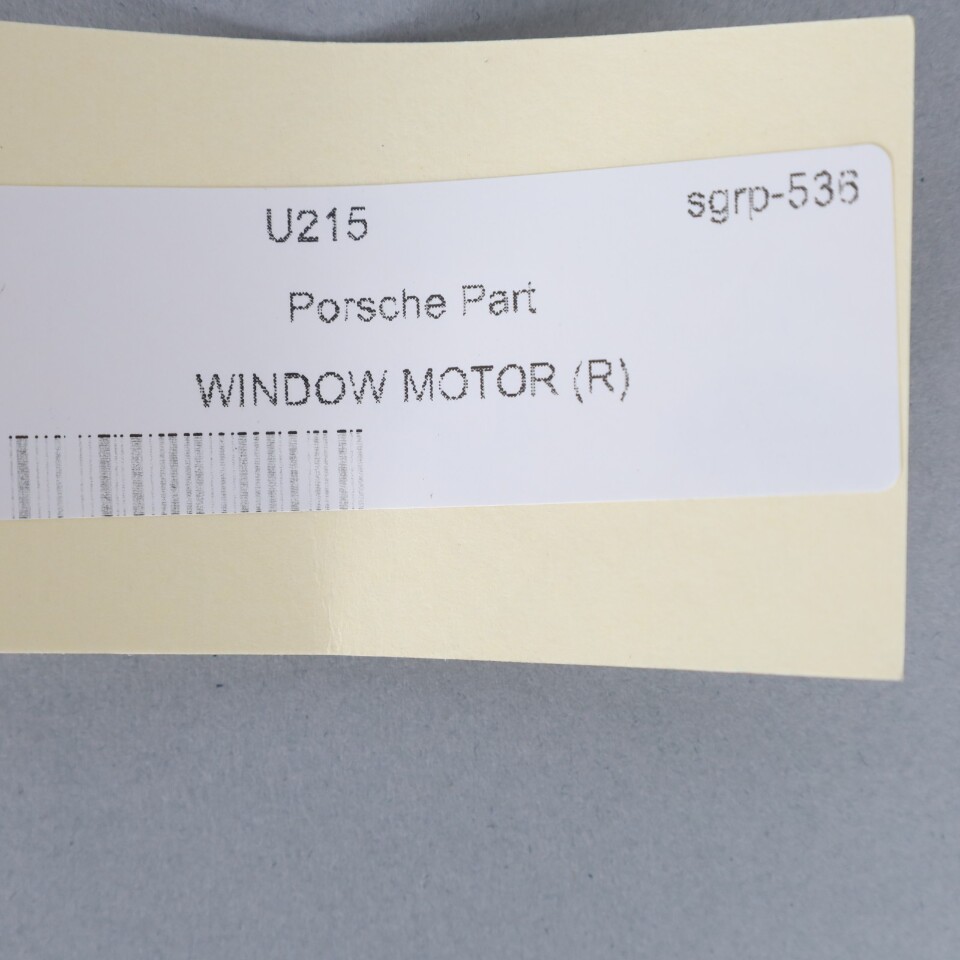 U215
sgrp-536
Porsche Part
WINDOW MOTOR (R)